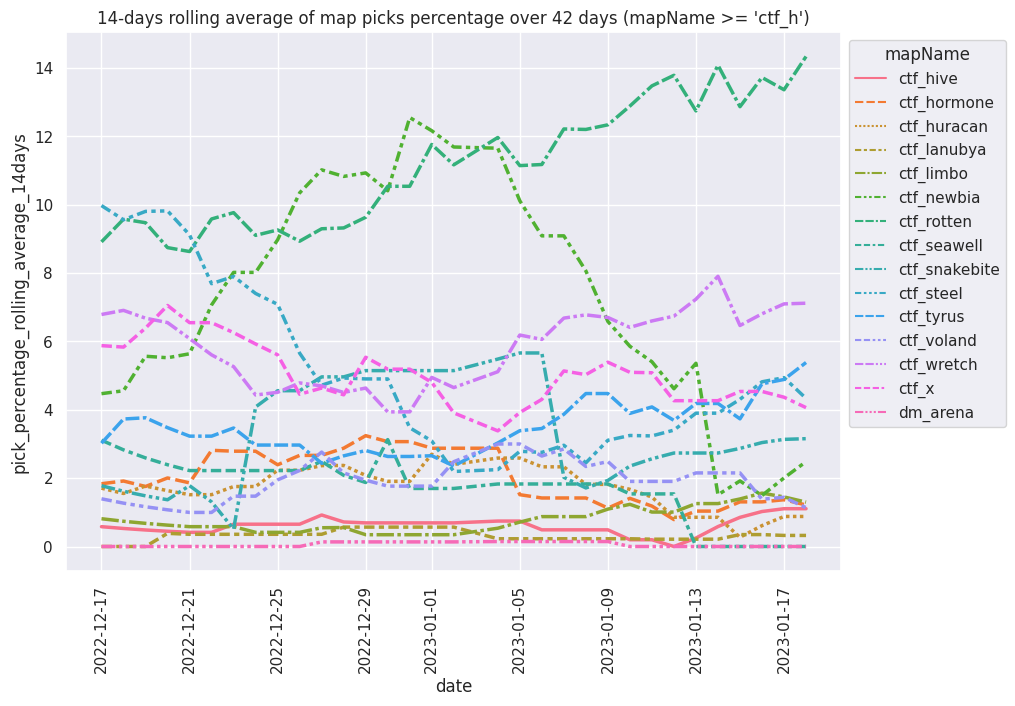 14-days rolling average of map picks percentage over 42 days (mapName >= 'ctf_h')
pick_percentage_rolling_average_14days
14
12
10
8
6
4
2
0
2022-12-17
2022-12-21
2022-12-25
2022-12-29
2023-01-01
2023-01-05
2023-01-09
2023-01-13
2023-01-17
date
mapName
ctf_hive
ctf_hormone
ctf_huracan
ctf_lanubya
ctf_limbo
ctf_newbia
ctf_rotten
ctf_seawell
ctf_snakebite
ctf_steel
ctf_tyrus
ctf_voland
ctf_wretch
ctf_x
dm_arena